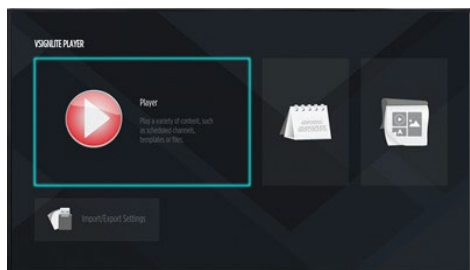 VSIGNLITE PLAYER
Player
Play a variety of content, such
as scheduled channels,
templates or files.
Import/Export Settings